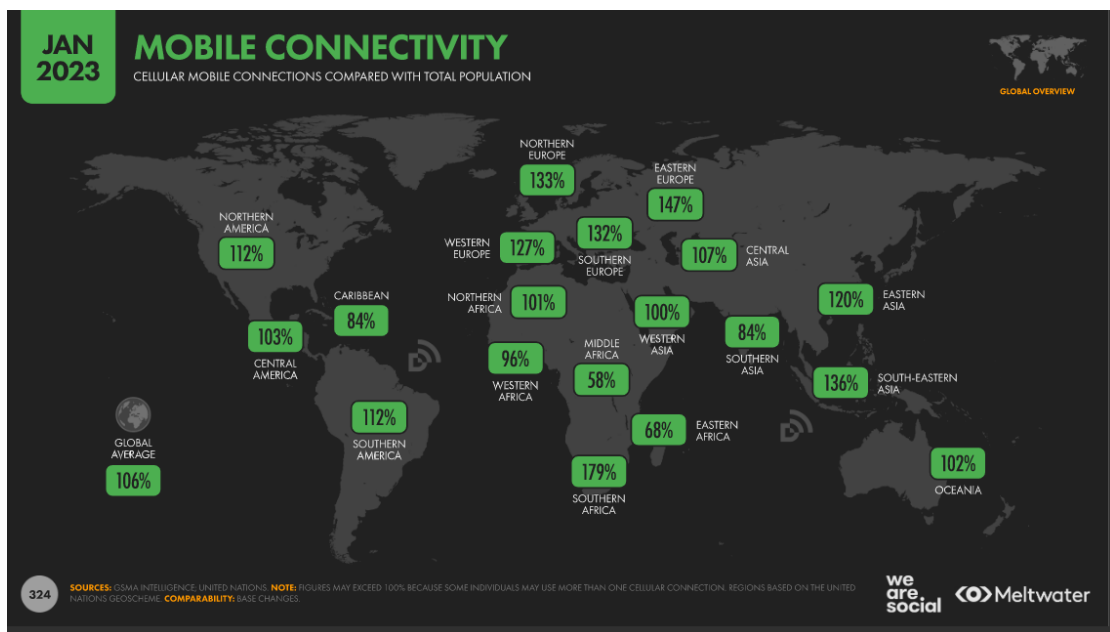 JAN
2023
MOBILE CONNECTIVITY
CELLULAR MOBILE CONNECTIONS COMPARED WITH TOTAL POPULATION
GLOBAL OVERVIEW
NORTHERN
EUROPE
133%
EASTERN
EUROPE
147%
NORTHERN
AMERICA
112%
WESTERN
EUROPE
127%
132%
SOUTHERN
EUROPE
107%
CENTRAL
ASIA
CARIBBEAN
84%
NORTHERN
AFRICA
101%
100%
WESTERN
ASIA
120%
EASTERN
ASIA
103%
CENTRAL
AMERICA
96%
WESTERN
AFRICA
MIDDLE
AFRICA
58%
84%
SOUTHERN
ASIA
136%
SOUTH-EASTERN
ASIA
112%
SOUTHERN
AMERICA
68%
EASTERN
AFRICA
GLOBAL
AVERAGE
106%
179%
SOUTHERN
AFRICA
102%
OCEANIA
324
SOURCES: GSMA INTELLIGENCE; UNITED NATIONS. NOTE: FIGURES MAY EXCEED 100% BECAUSE SOME INDIVIDUALS MAY USE MORE THAN ONE CELLULAR CONNECTION. REGIONS BASED ON THE UNITED
NATIONS GEOSCHEME. COMPARABILITY: BASE CHANGES.
we
are
social
Meltwater